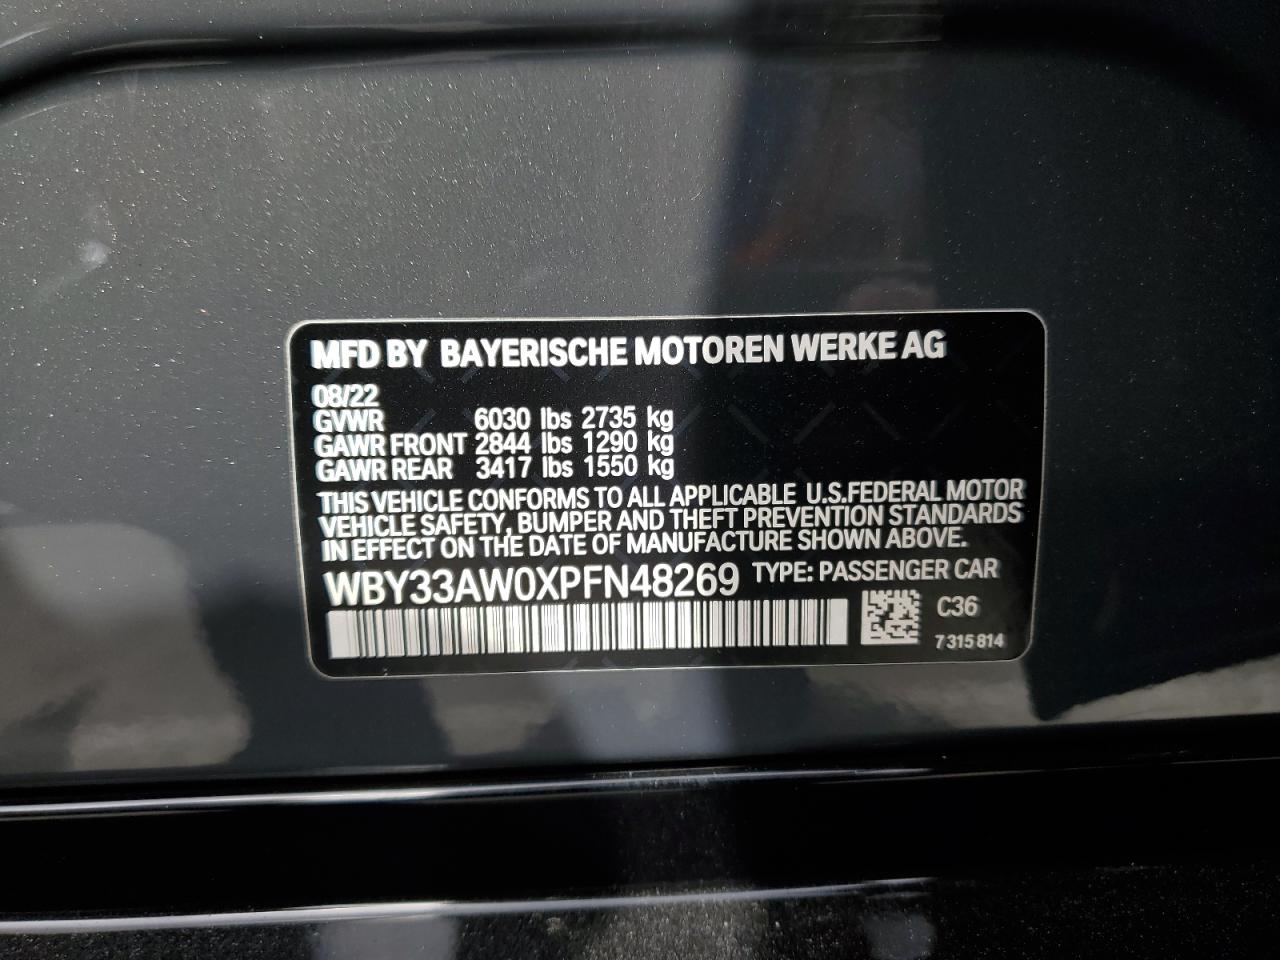 MFD BY BAYERISCHE MOTOREN WERKE AG
08/22
GVWR 6030 lbs 2735 kg
GAWR FRONT 2844 lbs 1290 kg
GAWR REAR 3417 lbs 1550 kg
THIS VEHICLE CONFORMS TO ALL APPLICABLE U.S.FEDERAL MOTOR
VEHICLE SAFETY, BUMPER AND THEFT PREVENTION STANDARDS
IN EFFECT ON THE DATE OF MANUFACTURE SHOWN ABOVE.
WBY33AW0XPFN48269 TYPE: PASSENGER CAR
C36
7 315 814